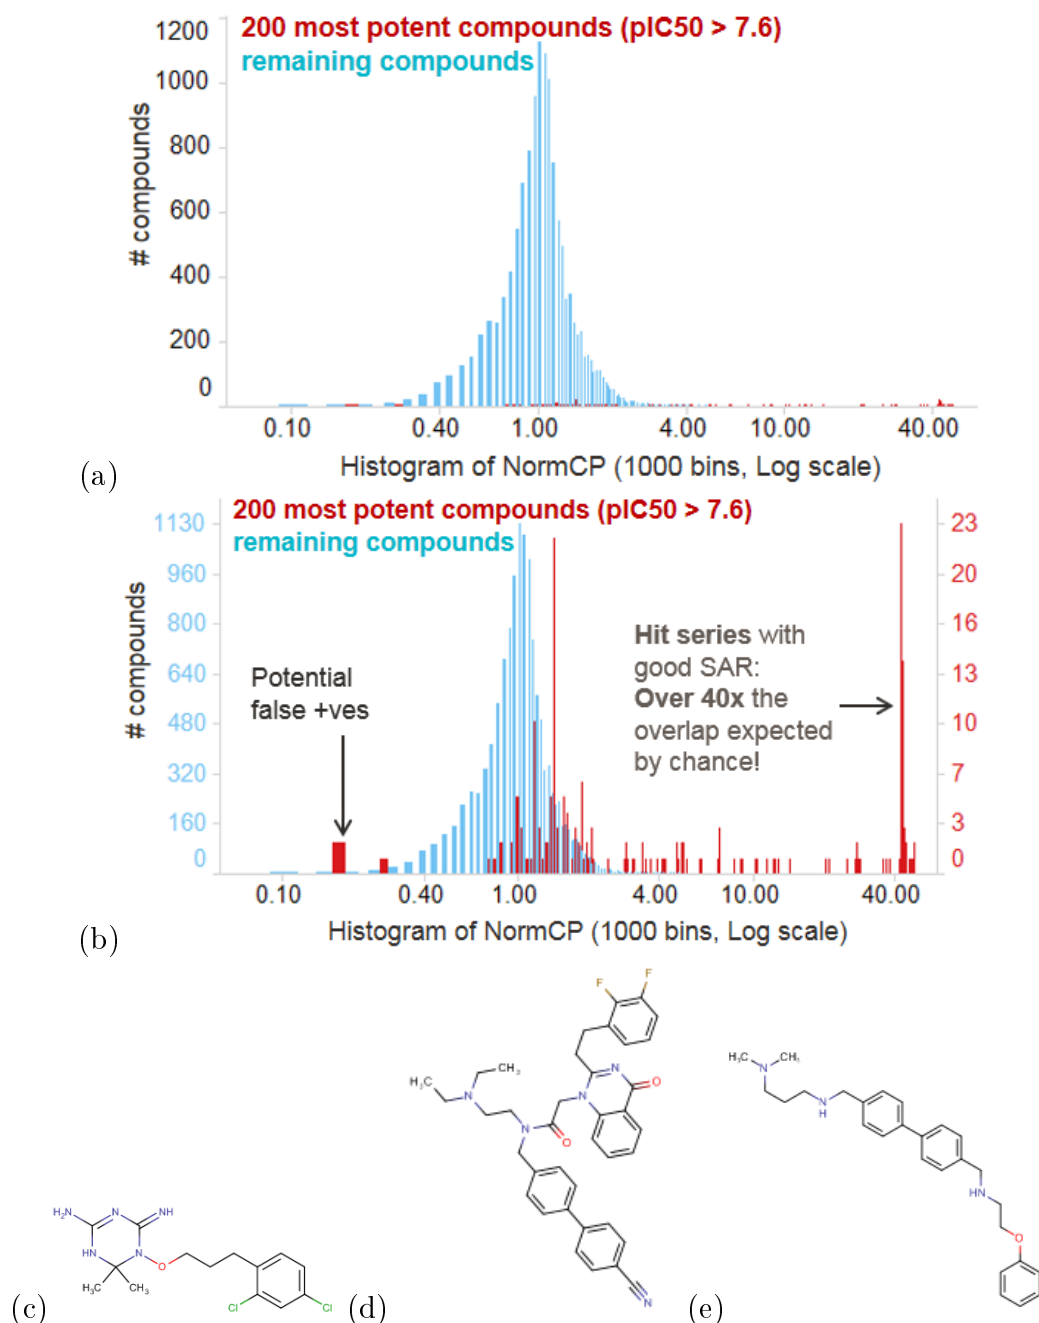 200 most potent compounds (pIC50 > 7.6)
remaining compounds
1200
1000
800
600
400
200
0
# compounds
0.10 0.40 1.00 4.00 10.00 40.00
Histogram of NormCP (1000 bins, Log scale)
(a)
200 most potent compounds (pIC50 > 7.6)
remaining compounds
1130
960
800
640
480
320
160
0
# compounds
23
20
16
13
10
7
3
0
Potential
false +ves
Hit series with
good SAR:
Over 40x the
overlap expected
by chance!
0.10 0.40 1.00 4.00 10.00 40.00
Histogram of NormCP (1000 bins, Log scale)
(b)
H₂N N NH
HN N
O
H₃C CH₃
Cl Cl
(c)
F F
N
O
N
H₃C CH₃
N
N
O
N
(d)
H₃C CH₃
N
N
H
HN
O
(e)